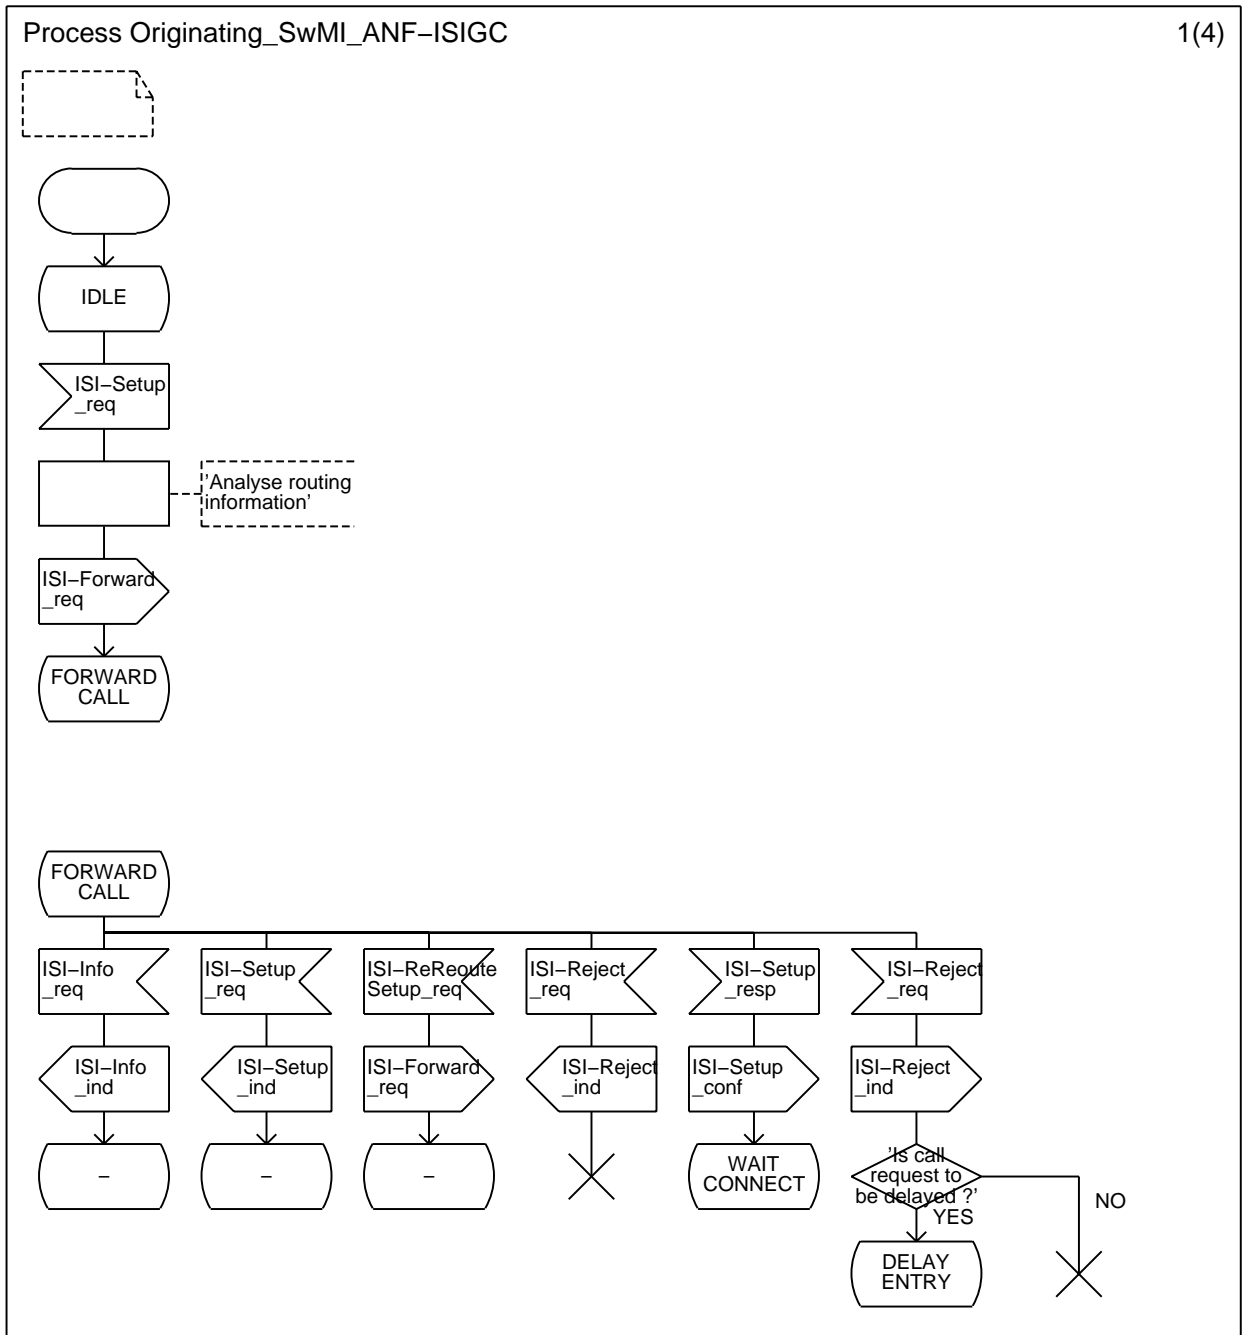 Process Originating_SwMI_ANF−ISIGC
1(4)
IDLE
ISI−Setup
_req
'Analyse routing
information'
ISI−Forward
_req
FORWARD
CALL
FORWARD
CALL
ISI−Info
_req
ISI−Setup
_req
ISI−ReReoute
Setup_req
ISI−Reject
_req
ISI−Setup
_resp
ISI−Reject
_req
ISI−Info
_ind
ISI−Setup
_ind
ISI−Forward
_req
ISI−Reject
_ind
ISI−Setup
_conf
ISI−Reject
_ind
−
−
−
WAIT
CONNECT
'Is call
request to
be delayed ?'
YES
NO
DELAY
ENTRY